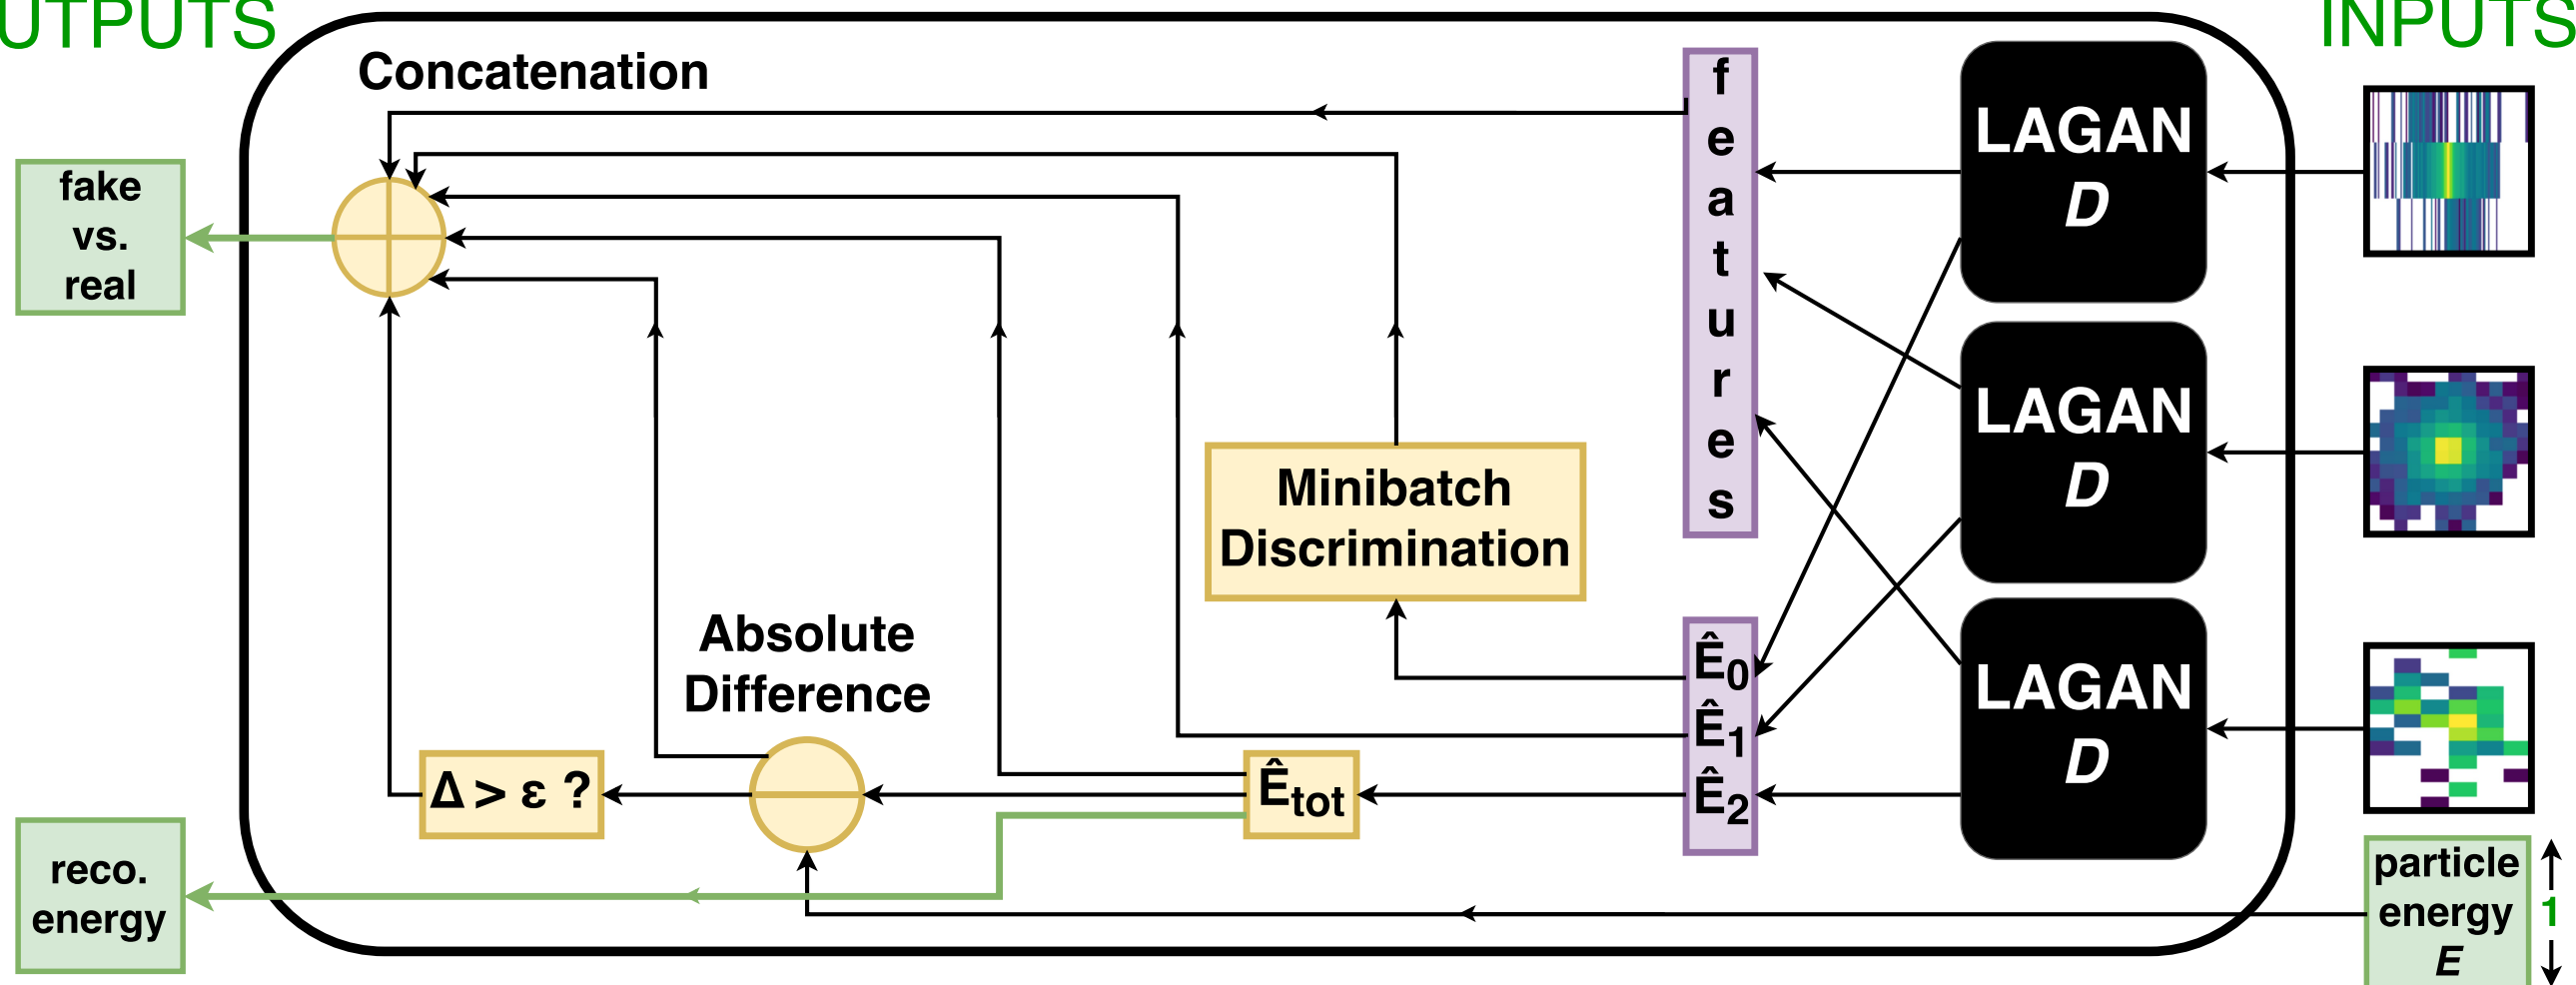 UTPUTS
INPUTS
Concatenation
f
e
a
t
u
r
e
s
LAGAN
D
LAGAN
D
LAGAN
D
fake
vs.
real
Minibatch
Discrimination
Absolute
Difference
Ê0
Ê1
Ê2
Δ > ε ?
Êtot
reco.
energy
particle
energy
E
1